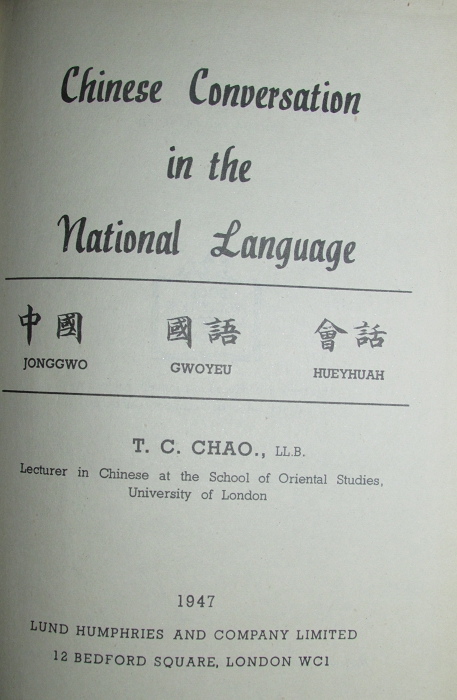 Chinese Conversation
in the
National Language
中國 國語 會話
JONGGWO GWOYEU HUEYHUAH
T. C. CHAO., LL.B.
Lecturer in Chinese at the School of Oriental Studies,
University of London
1947
LUND HUMPHRIES AND COMPANY LIMITED
12 BEDFORD SQUARE, LONDON WC1